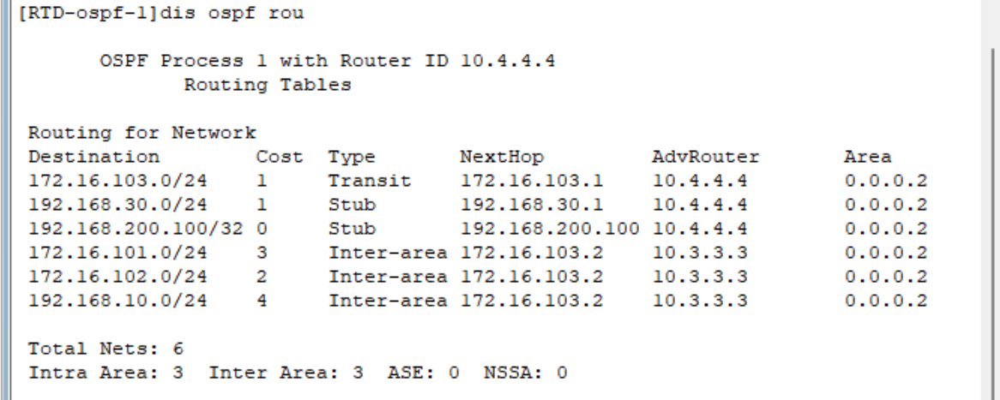 [RTD-ospf-1]dis ospf rou
OSPF Process 1 with Router ID 10.4.4.4
Routing Tables
Routing for Network
Destination Cost Type NextHop AdvRouter Area
172.16.103.0/24 1 Transit 172.16.103.1 10.4.4.4 0.0.0.2
192.168.30.0/24 1 Stub 192.168.30.1 10.4.4.4 0.0.0.2
192.168.200.100/32 0 Stub 192.168.200.100 10.4.4.4 0.0.0.2
172.16.101.0/24 3 Inter-area 172.16.103.2 10.3.3.3 0.0.0.2
172.16.102.0/24 2 Inter-area 172.16.103.2 10.3.3.3 0.0.0.2
192.168.10.0/24 4 Inter-area 172.16.103.2 10.3.3.3 0.0.0.2
Total Nets: 6
Intra Area: 3 Inter Area: 3 ASE: 0 NSSA: 0